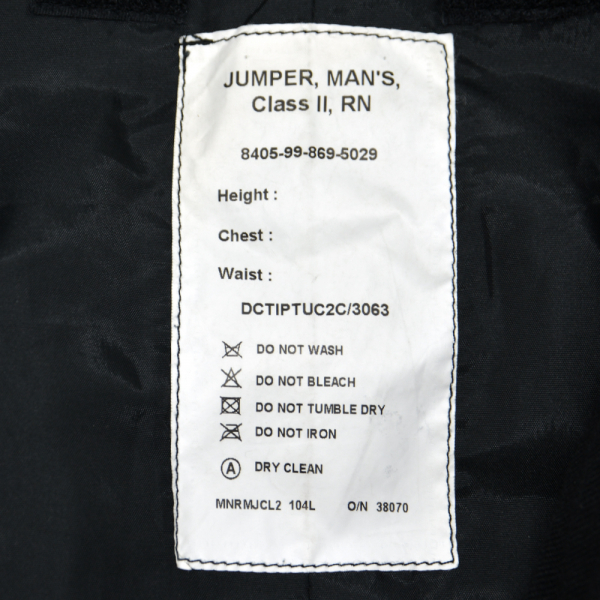 JUMPER, MAN'S,
Class II, RN
8405-99-869-5029
Height :
Chest :
Waist :
DCTIPTUC2C/3063
DO NOT WASH
DO NOT BLEACH
DO NOT TUMBLE DRY
DO NOT IRON
A DRY CLEAN
MNRMJCL2 104L O/N 38070